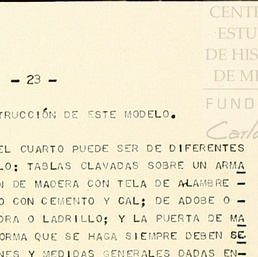 CENTI
ESTU
DE HIS
DE MÉ
FUND
Carlo
- 23 -
TRUCCIÓN DE ESTE MODELO.
EL CUARTO PUEDE SER DE DIFERENTES
LO; TABLAS CLAVADAS SOBRE UN ARMA
N DE MADERA CON TELA DE ALAMBRE -
O CON CEMENTO Y CAL; DE ADOBE O -
DRA O LADRILLO; Y LA PUERTA DE MA
ORMA QUE SE HAGA SIEMPRE DEBEN SE
NES Y MEDIDAS GENERALES DADAS EN-